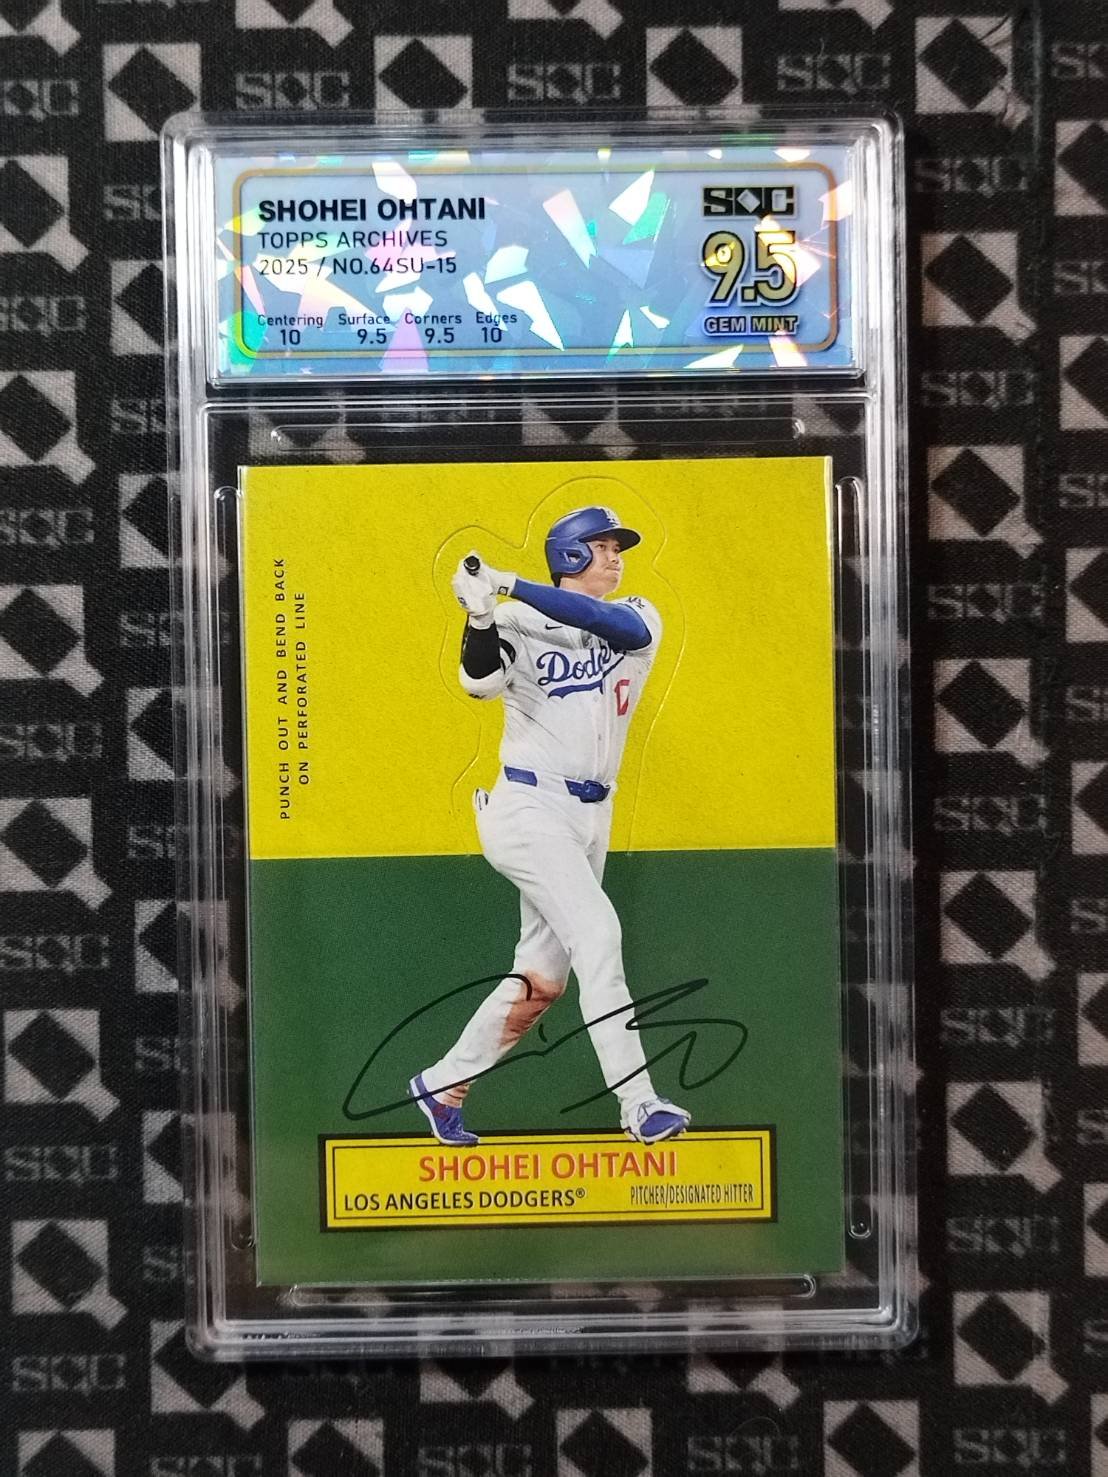 SHOHEI OHTANI
TOPPS ARCHIVES
2025 / NO.64SU-15
Centering Surface Corners Edges
10 9.5 9.5 10
SQC
9.5
GEM MINT
PUNCH OUT AND BEND BACK
ON PERFORATED LINE
Dodgers
17
SHOHEI OHTANI
LOS ANGELES DODGERS® PITCHER/DESIGNATED HITTER